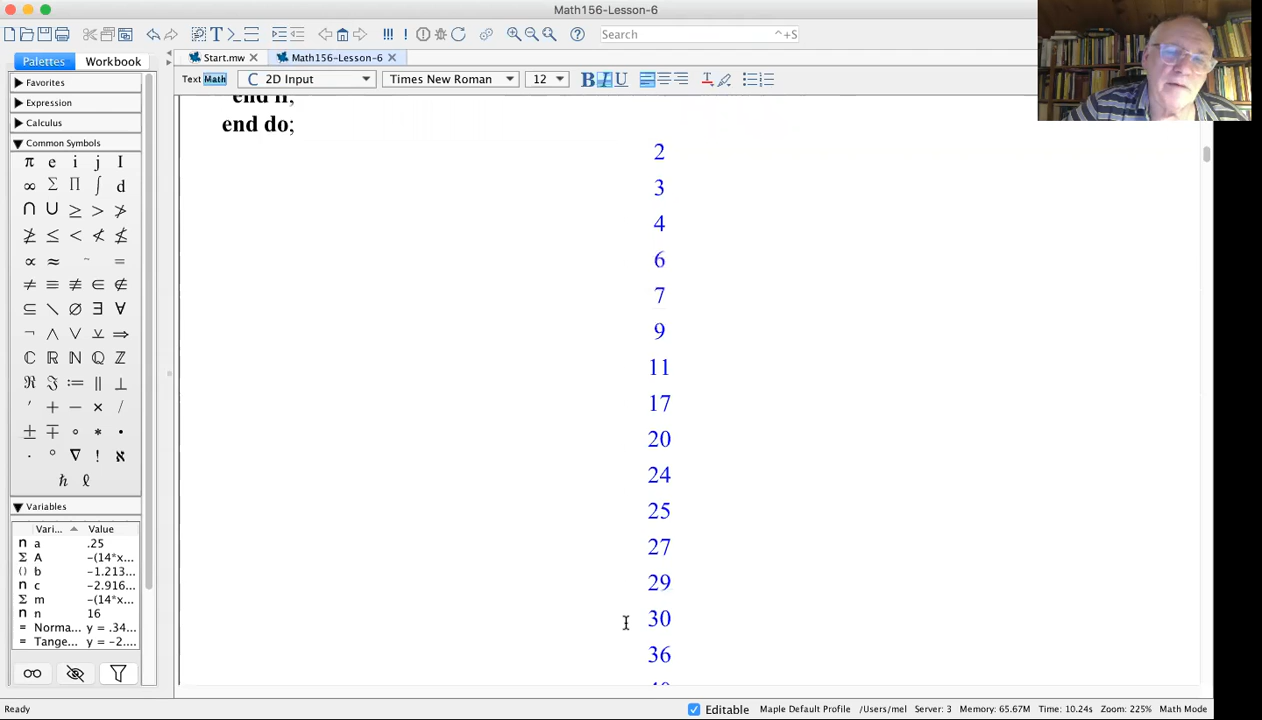 Math156-Lesson-6
Search
^+S
Palettes
Workbook
Start.mw
Math156-Lesson-6
Text
Math
C 2D Input
Times New Roman
12
B I U
Favorites
Expression
Calculus
Common Symbols
π e i j I
∞ Σ Π ∫ d
∩ ∪ ≥ > ≯
≱ ≤ < ≮ ≰
∝ ≈ ~ =
≠ ≡ ≢ ∈ ∉
⊆ \ ∅ ∃ ∀
¬ ∧ ∨ ⊻ ⇒
ℂ ℝ ℕ ℚ ℤ
ℜ ℑ := ∥ ⊥
′ + − × /
± ∓ ∘ * •
· ° ∇ ! ℵ
ℏ ℓ
Variables
Vari... Value
n a .25
Σ A -(14*x...
() b -1.213...
n c -2.916...
Σ m -(14*x...
n n 16
= Norma... y = .34...
= Tange... y = -2....
end do;
2
3
4
6
7
9
11
17
20
24
25
27
29
30
36
Ready
Editable
Maple Default Profile
/Users/mel
Server: 3
Memory: 65.67M
Time: 10.24s
Zoom: 225%
Math Mode